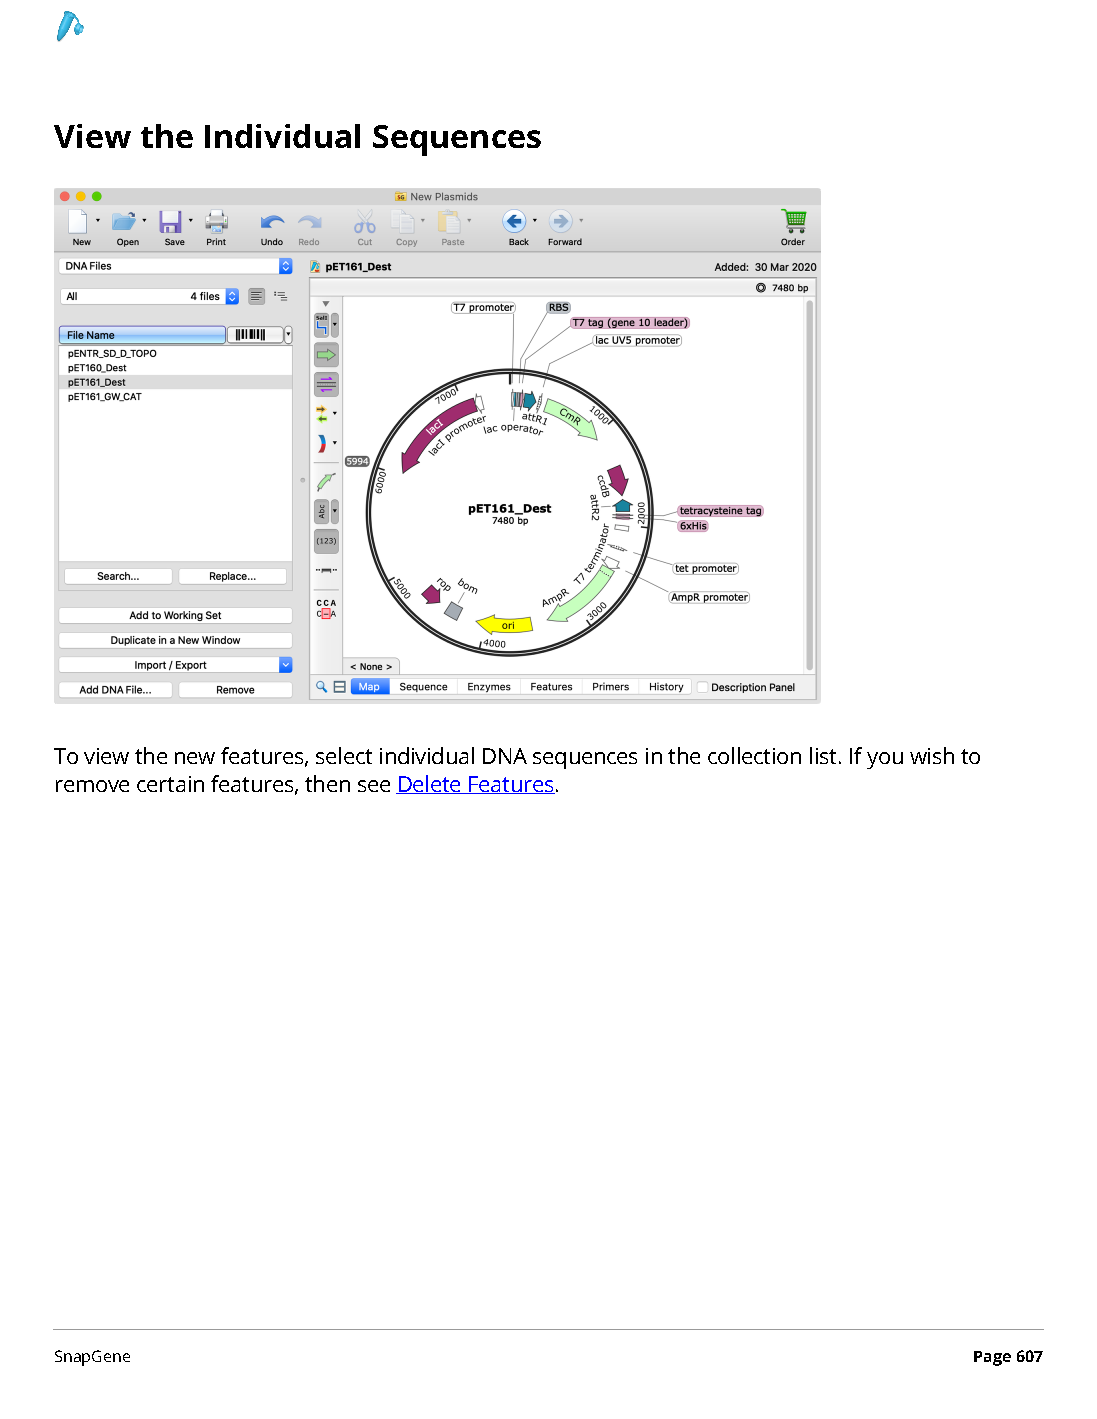 View the Individual Sequences
New Plasmids
New Open Save Print Undo Redo Cut Copy Paste Back Forward Order
DNA Files
pET161_Dest Added: 30 Mar 2020
All 4 files
7480 bp
File Name
pENTR_SD_D_TOPO
pET160_Dest
pET161_Dest
pET161_GW_CAT
Search... Replace...
Add to Working Set
Duplicate in a New Window
Import / Export
Add DNA File... Remove
SalI
Abc
(123)
C C A
C – A
T7 promoter
RBS
T7 tag (gene 10 leader)
lac UV5 promoter
7000
lacI
lacI promoter
lac operator
attR1
CmR
1000
5994
6000
ccdB
attR2
2000
pET161_Dest
7480 bp
tetracysteine tag
6xHis
T7 terminator
tet promoter
AmpR promoter
AmpR
3000
5000
rop
bom
ori
4000
< None >
Map Sequence Enzymes Features Primers History Description Panel
To view the new features, select individual DNA sequences in the collection list. If you wish to
remove certain features, then see Delete Features.
SnapGene Page 607